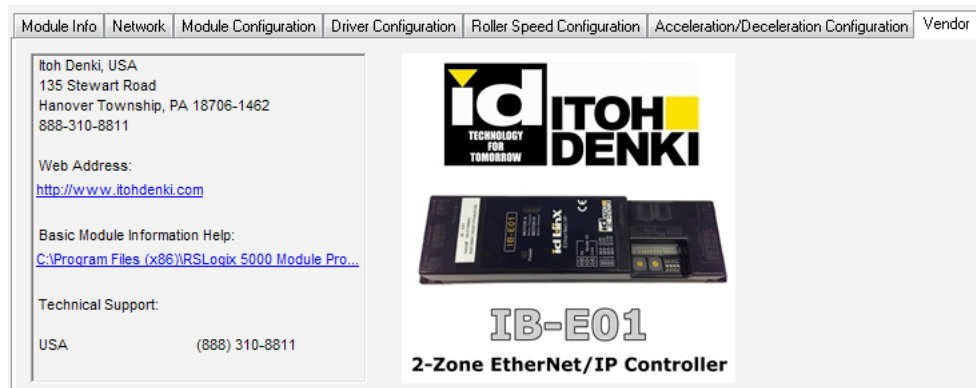 Module Info
Network
Module Configuration
Driver Configuration
Roller Speed Configuration
Acceleration/Deceleration Configuration
Vendor
Itoh Denki, USA
135 Stewart Road
Hanover Township, PA 18706-1462
888-310-8811
Web Address:
http://www.itohdenki.com
Basic Module Information Help:
C:\Program Files (x86)\RSLogix 5000 Module Pro...
Technical Support:
USA (888) 310-8811
id
TECHNOLOGY
FOR
TOMORROW
ITOH
DENKI
IB-E01
id LinX
EtherNet/IP
CE
IB-E01
2-Zone EtherNet/IP Controller